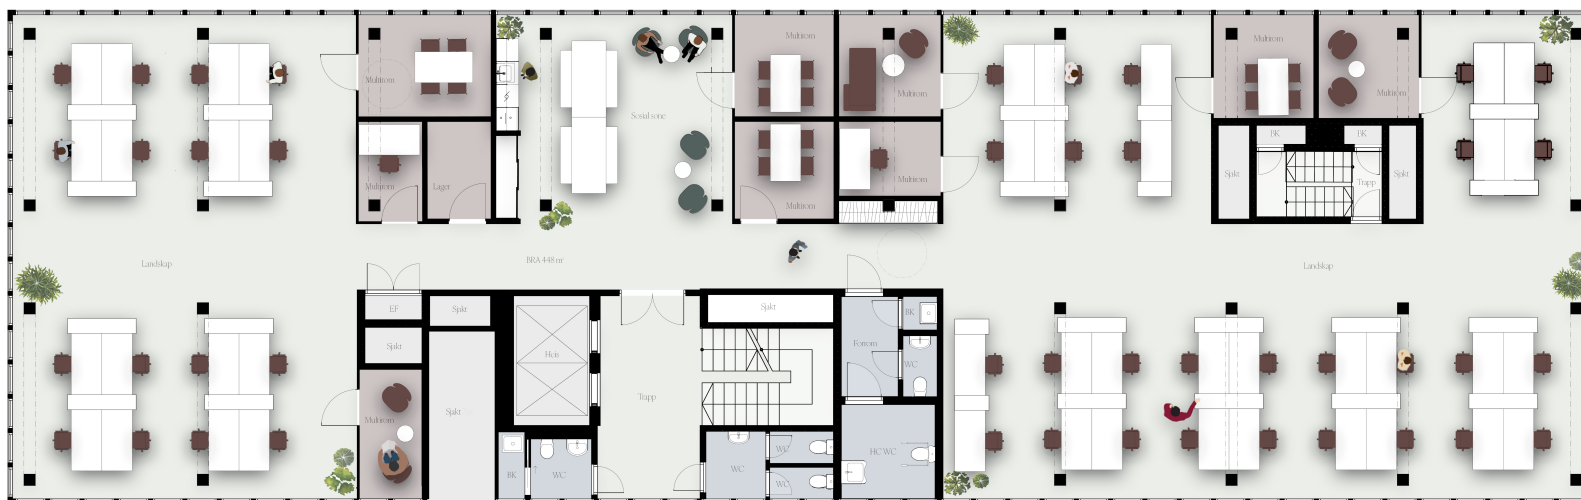 Multirom
Multirom
Lager
Sosial sone
Multirom
Multirom
Multirom
Multirom
Multirom
Multirom
BK
BK
Sjakt
Trapp
Sjakt
Landskap
BRA 448 m²
Landskap
EF
Sjakt
Sjakt
Sjakt
Multirom
Heis
Trapp
Sjakt
Forrom
BK
WC
BK
WC
WC
WC
WC
HC WC